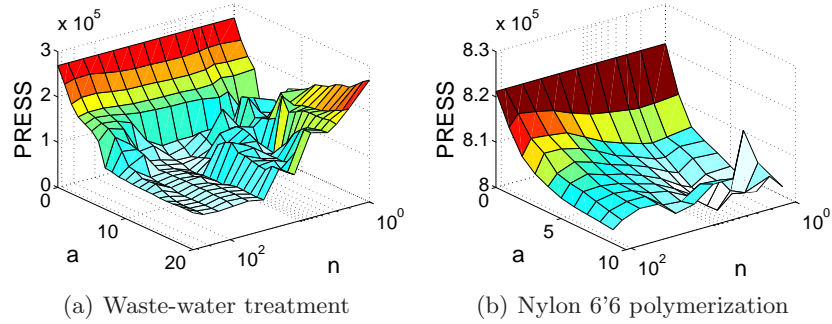 x 10^5
3
2
1
0
PRESS
0
10
20
a
10^2
10^0
n
(a) Waste-water treatment
x 10^5
8.3
8.2
8.1
8
PRESS
0
5
10
a
10^2
10^0
n
(b) Nylon 6'6 polymerization